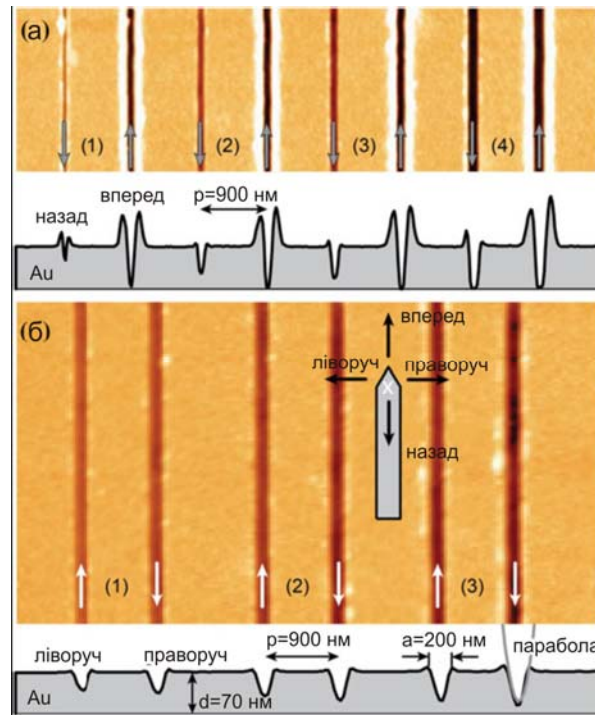 (а)
(1) (2) (3) (4)
вперед p=900 нм
назад
Au
(б)
вперед
ліворуч праворуч
X
назад
(1) (2) (3)
ліворуч праворуч p=900 нм a=200 нм парабола
Au d=70 нм